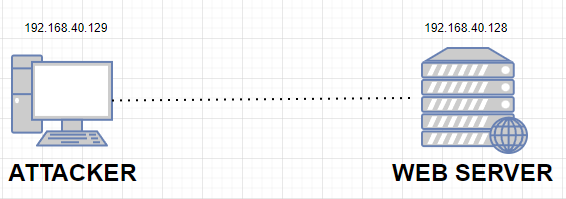 192.168.40.129
192.168.40.128
ATTACKER
WEB SERVER